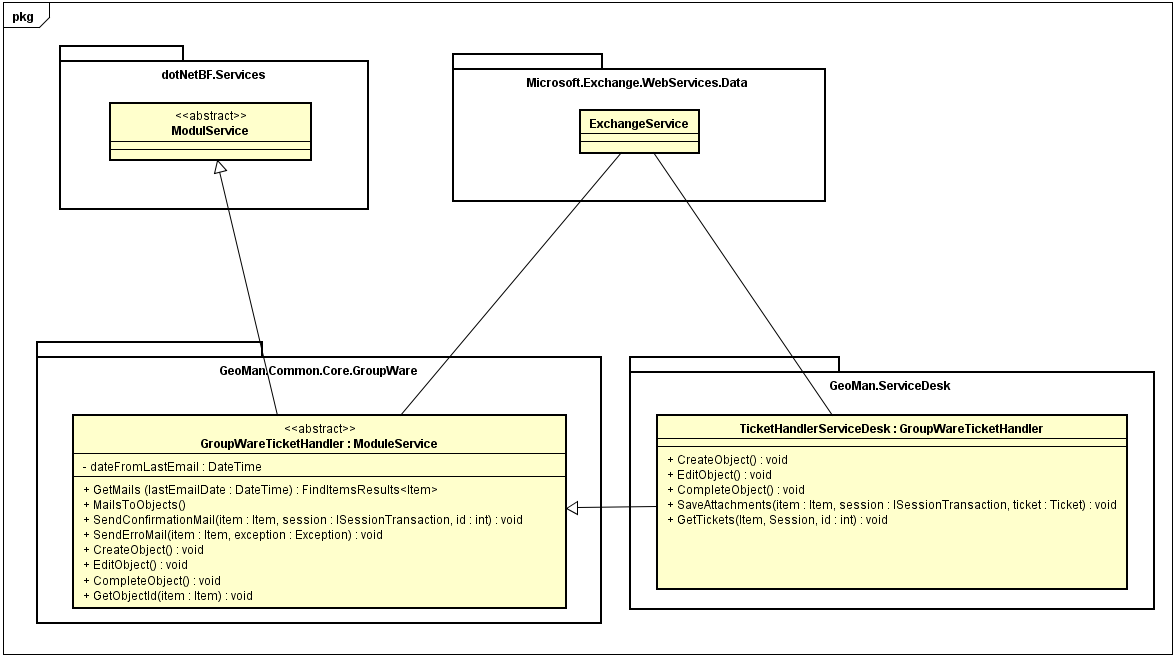 pkg
dotNetBF.Services
<<abstract>>
ModulService
Microsoft.Exchange.WebServices.Data
ExchangeService
GeoMan.Common.Core.GroupWare
<<abstract>>
GroupWareTicketHandler : ModuleService
- dateFromLastEmail : DateTime
+ GetMails (lastEmailDate : DateTime) : FindItemsResults<Item>
+ MailsToObjects()
+ SendConfirmationMail(item : Item, session : ISessionTransaction, id : int) : void
+ SendErroMail(item : Item, exception : Exception) : void
+ CreateObject() : void
+ EditObject() : void
+ CompleteObject() : void
+ GetObjectId(item : Item) : void
GeoMan.ServiceDesk
TicketHandlerServiceDesk : GroupWareTicketHandler
+ CreateObject() : void
+ EditObject() : void
+ CompleteObject() : void
+ SaveAttachments(item : Item, session : ISessionTransaction, ticket : Ticket) : void
+ GetTickets(Item, Session, id : int) : void